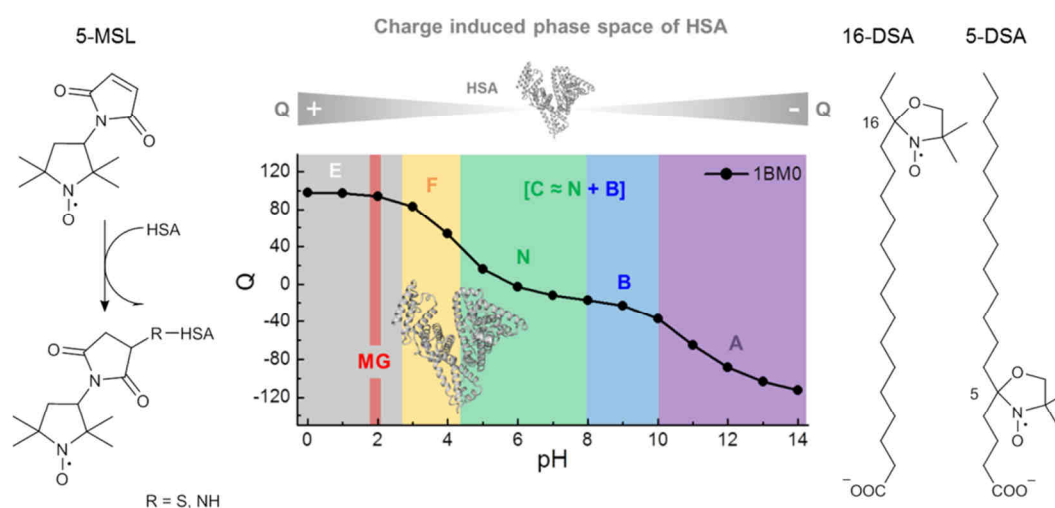 5-MSL
O
N
O
N
O
HSA
R—HSA
O
N
O
N
O
R = S, NH
Charge induced phase space of HSA
HSA
Q + − Q
E
F
[C ≈ N + B]
1BM0
N
B
A
MG
Q
120
80
40
0
-40
-80
-120
0 2 4 6 8 10 12 14
pH
16-DSA
16
O
N
O
⁻OOC
5-DSA
5
O
N
O
COO⁻